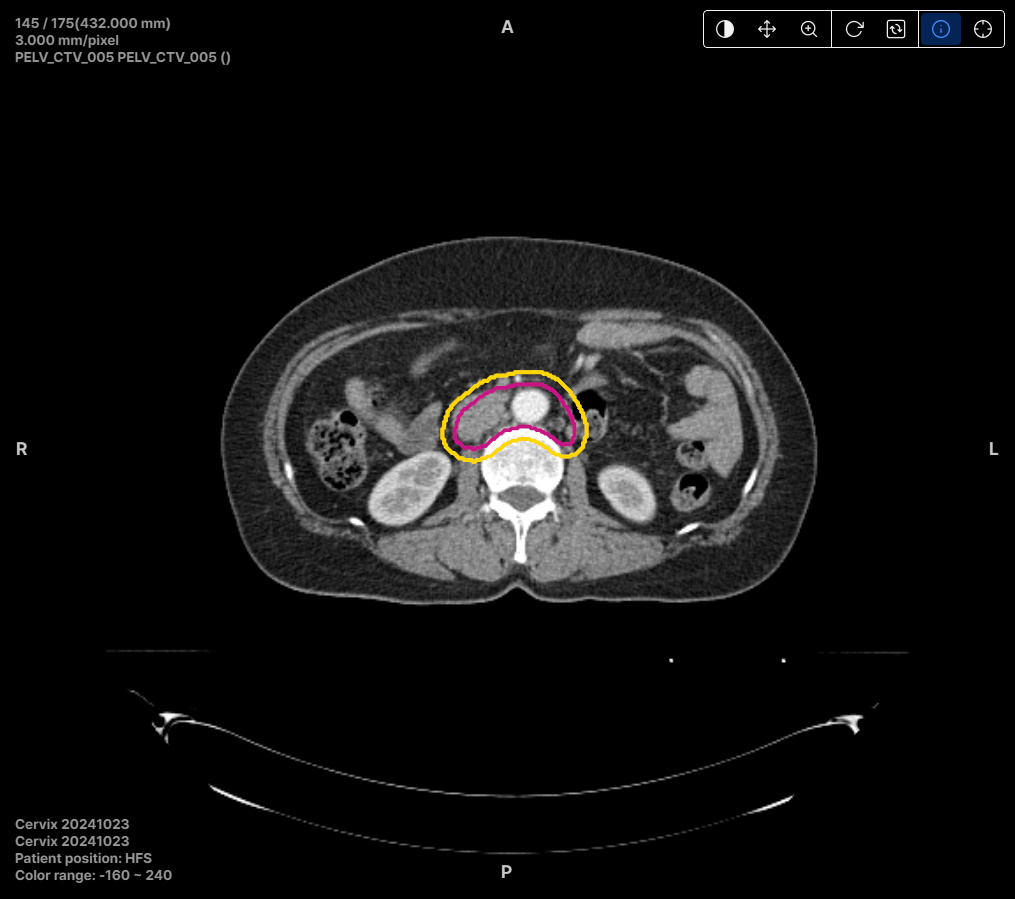 145 / 175(432.000 mm)
3.000 mm/pixel
PELV_CTV_005 PELV_CTV_005 ()
A
R
L
Cervix 20241023
Cervix 20241023
Patient position: HFS
Color range: -160 ~ 240
P